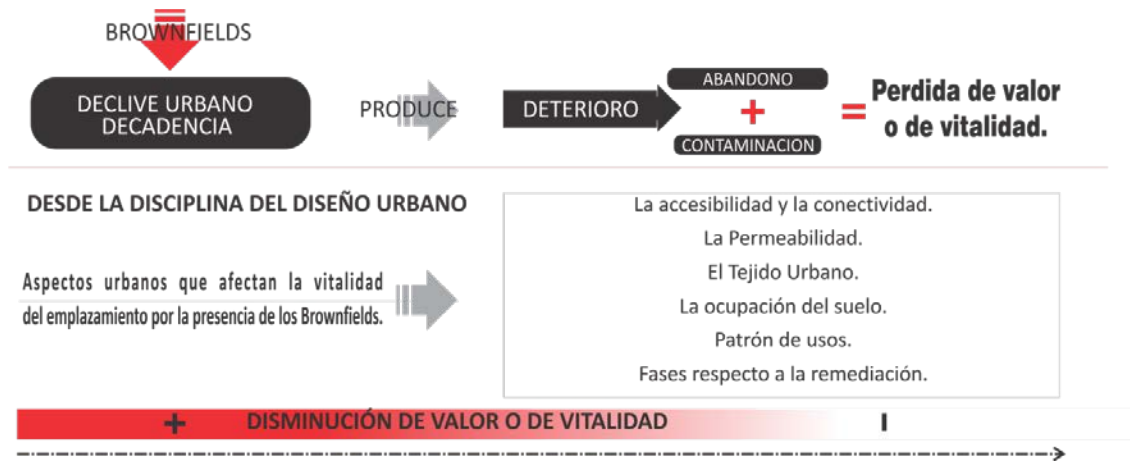 BROWNFIELDS
DECLIVE URBANO
DECADENCIA
PRODUCE
DETERIORO
ABANDONO
+
CONTAMINACION
=
Perdida de valor
o de vitalidad.
DESDE LA DISCIPLINA DEL DISEÑO URBANO
Aspectos urbanos que afectan la vitalidad
del emplazamiento por la presencia de los Brownfields.
La accesibilidad y la conectividad.
La Permeabilidad.
El Tejido Urbano.
La ocupación del suelo.
Patrón de usos.
Fases respecto a la remediación.
+ DISMINUCIÓN DE VALOR O DE VITALIDAD -